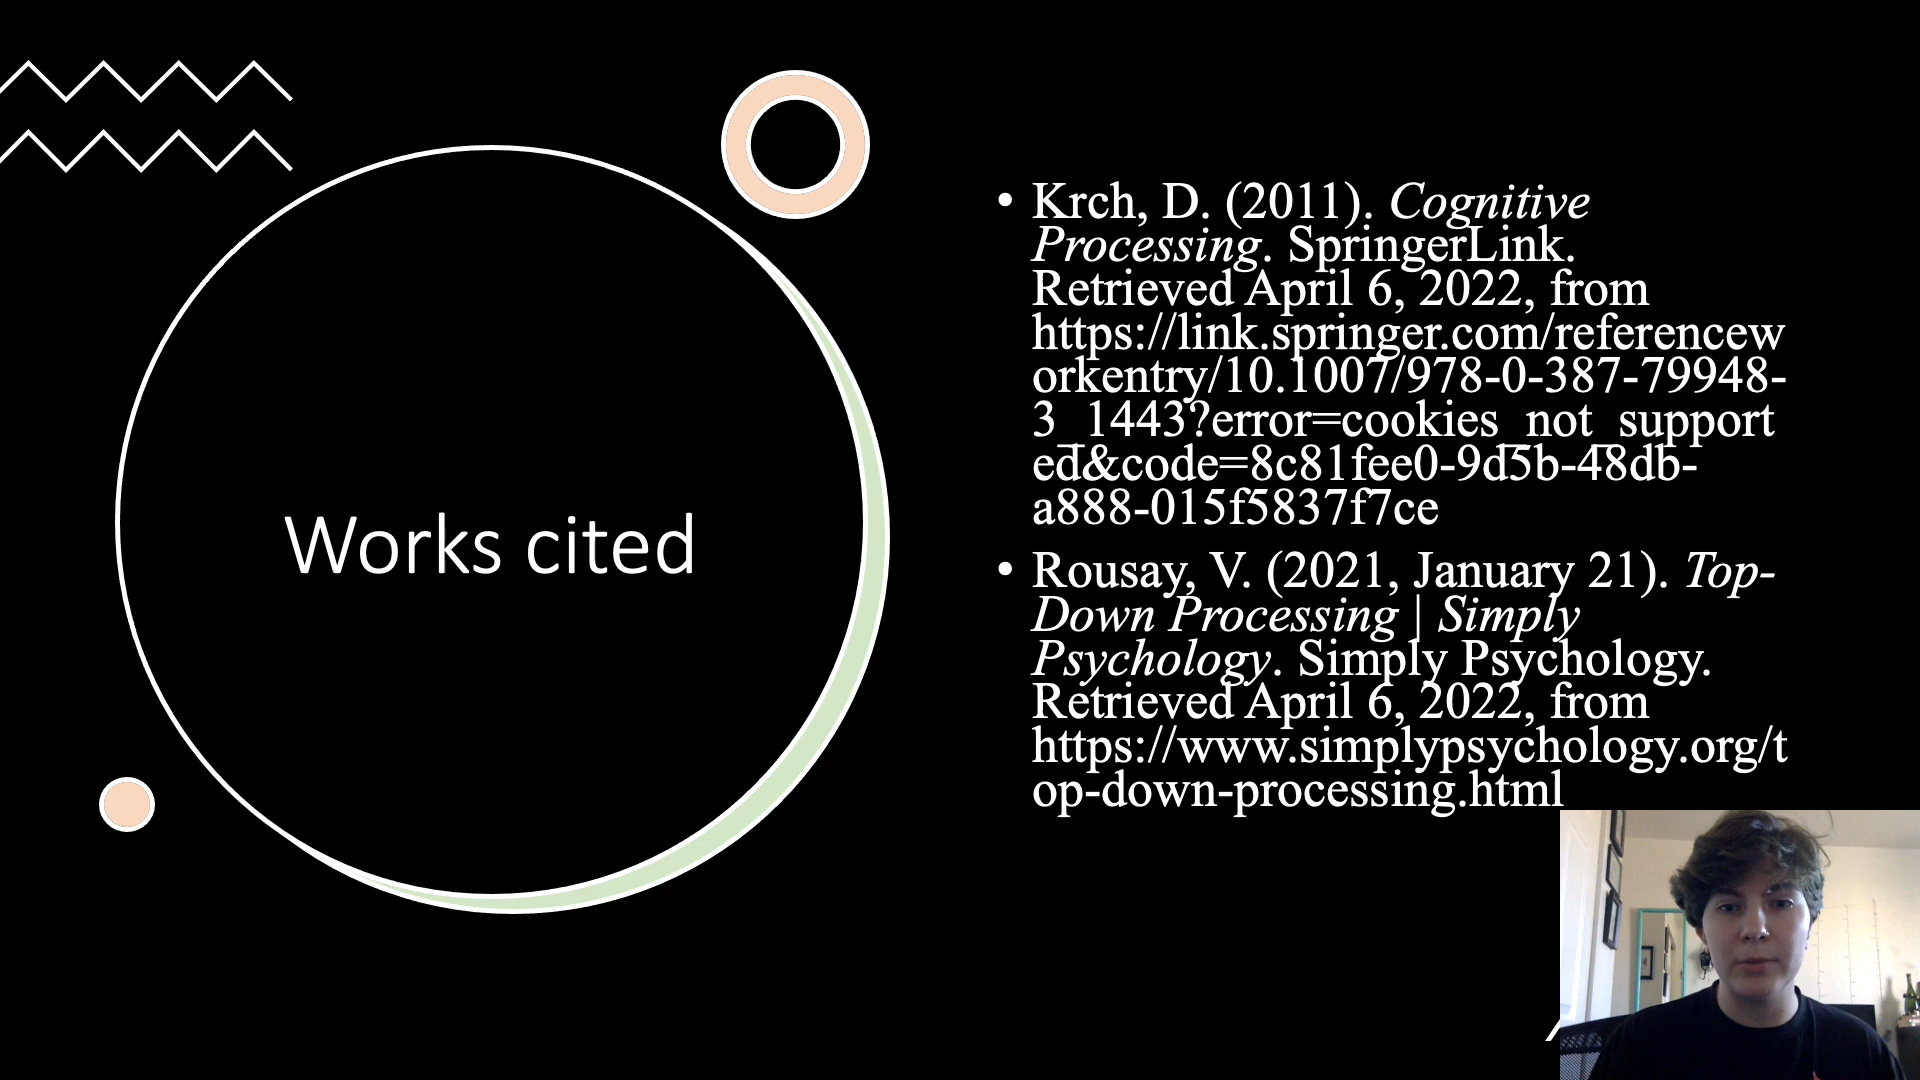 Works cited
• Krch, D. (2011). Cognitive
Processing. SpringerLink.
Retrieved April 6, 2022, from
https://link.springer.com/referencew
orkentry/10.1007/978-0-387-79948-
3_1443?error=cookies_not_support
ed&code=8c81fee0-9d5b-48db-
a888-015f5837f7ce
• Rousay, V. (2021, January 21). Top-
Down Processing | Simply
Psychology. Simply Psychology.
Retrieved April 6, 2022, from
https://www.simplypsychology.org/t
op-down-processing.html